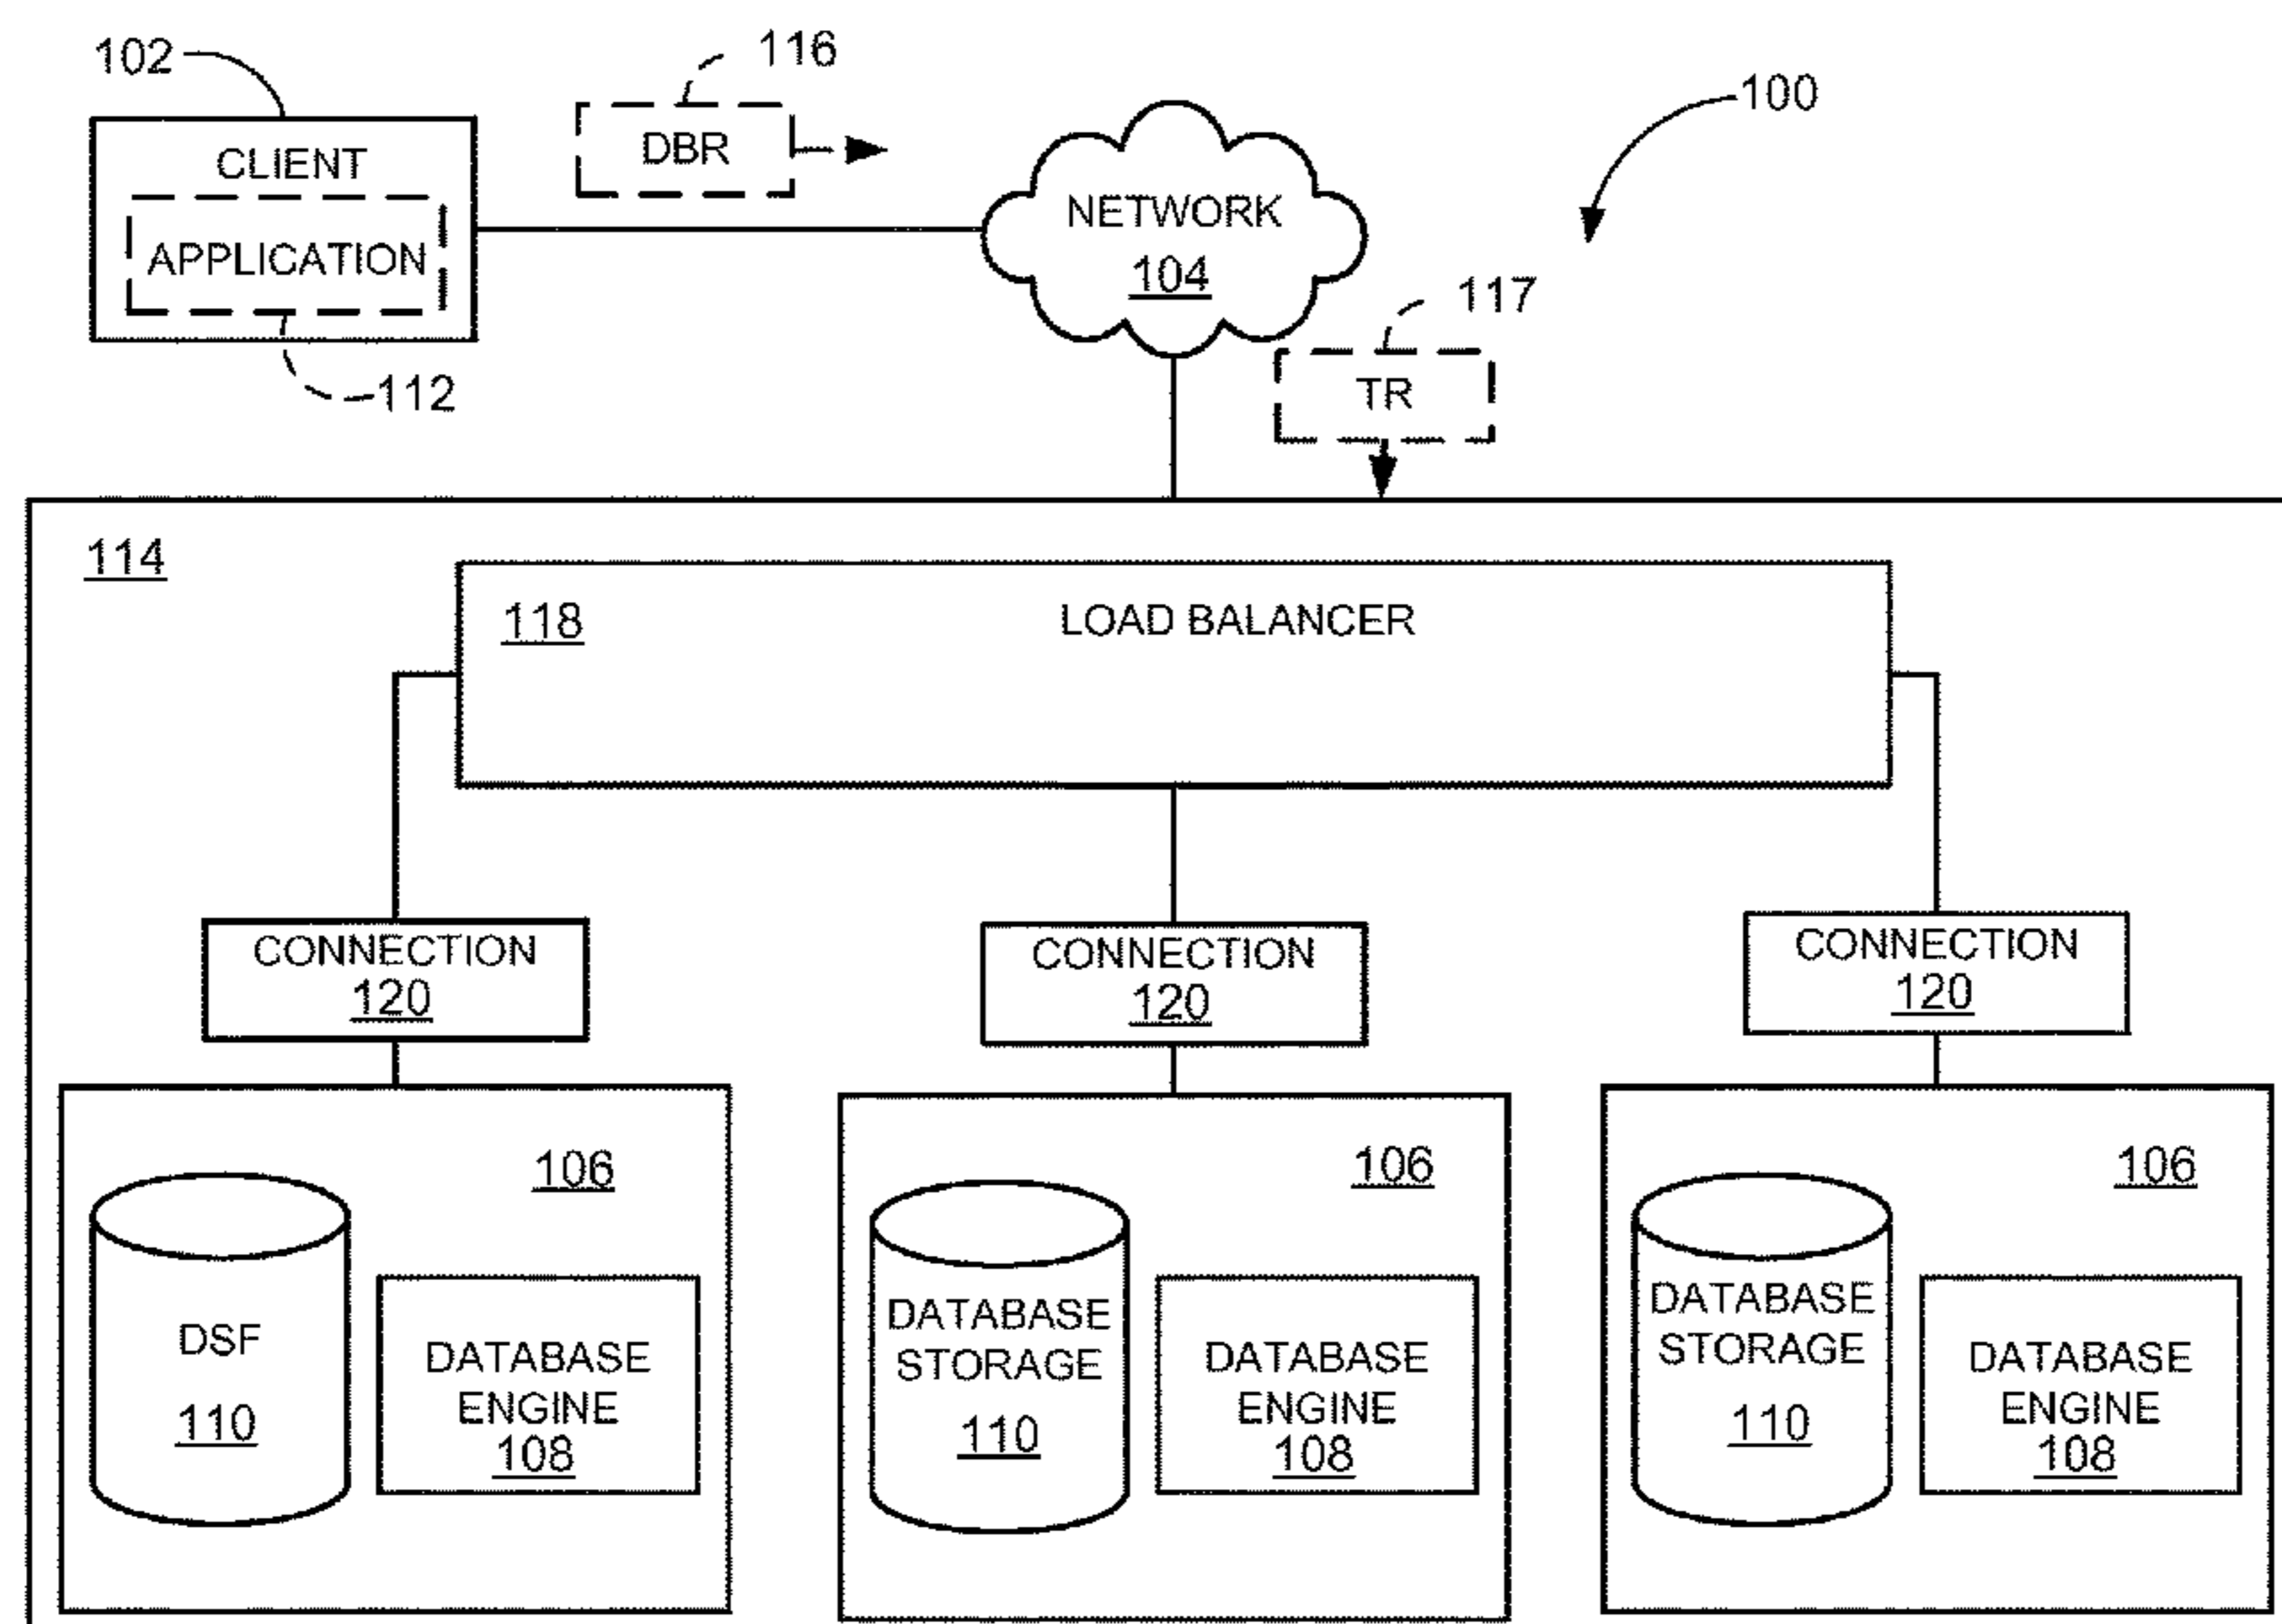 102
116
100
CLIENT
DBR
APPLICATION
NETWORK
104
117
112
TR
114
118
LOAD BALANCER
CONNECTION
120
CONNECTION
120
CONNECTION
120
106
DSF
110
DATABASE
ENGINE
108
106
DATABASE
STORAGE
110
DATABASE
ENGINE
108
106
DATABASE
STORAGE
110
DATABASE
ENGINE
108